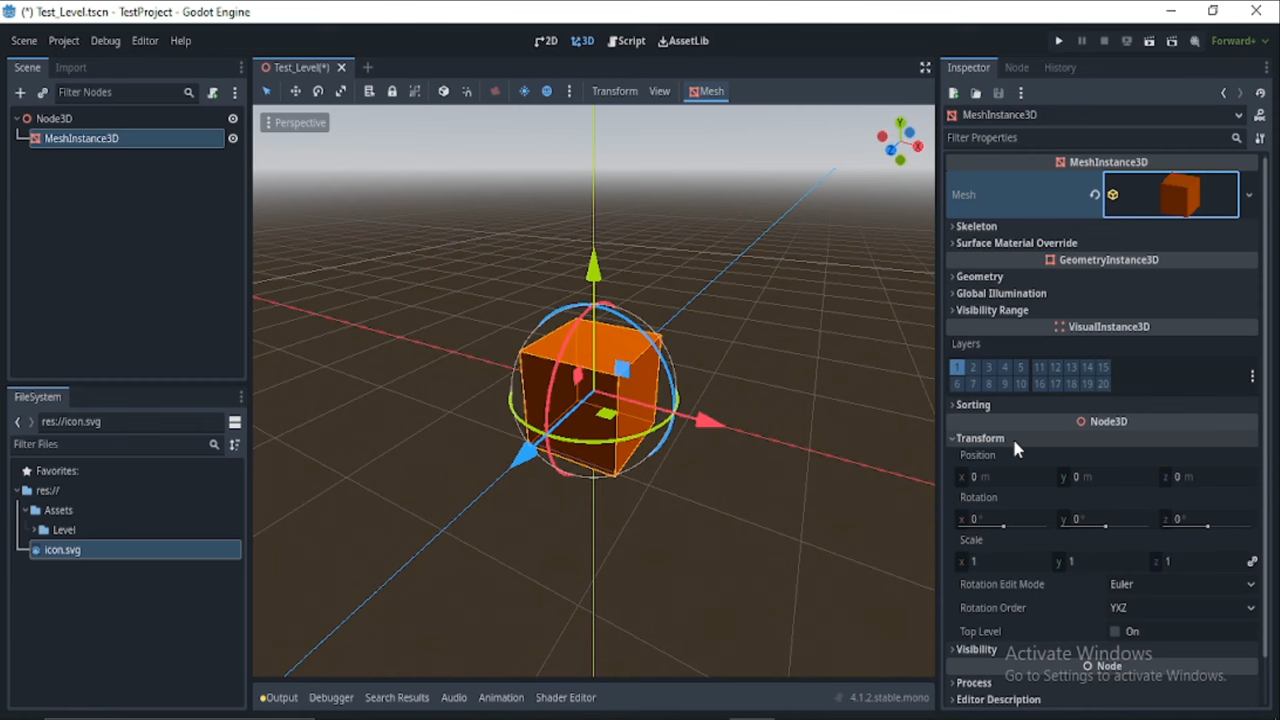 (*) Test_Level.tscn - TestProject - Godot Engine
Scene Project Debug Editor Help
2D 3D Script AssetLib
Forward+
Scene Import
Test_Level(*)
Inspector Node History
Filter Nodes
Transform View Mesh
Node3D
MeshInstance3D
Perspective
Y
X
Z
MeshInstance3D
Filter Properties
MeshInstance3D
Mesh
Skeleton
Surface Material Override
GeometryInstance3D
Geometry
Global Illumination
Visibility Range
VisualInstance3D
Layers
1 2 3 4 5 11 12 13 14 15
6 7 8 9 10 16 17 18 19 20
Sorting
Node3D
Transform
Position
x 0 m y 0 m z 0 m
Rotation
x 0° y 0° z 0°
Scale
x 1 y 1 z 1
Rotation Edit Mode Euler
Rotation Order YXZ
Top Level On
Visibility
Node
Process
Editor Description
FileSystem
res://icon.svg
Filter Files
Favorites:
res://
Assets
Level
icon.svg
Output Debugger Search Results Audio Animation Shader Editor
4.1.2.stable.mono
Activate Windows
Go to Settings to activate Windows.